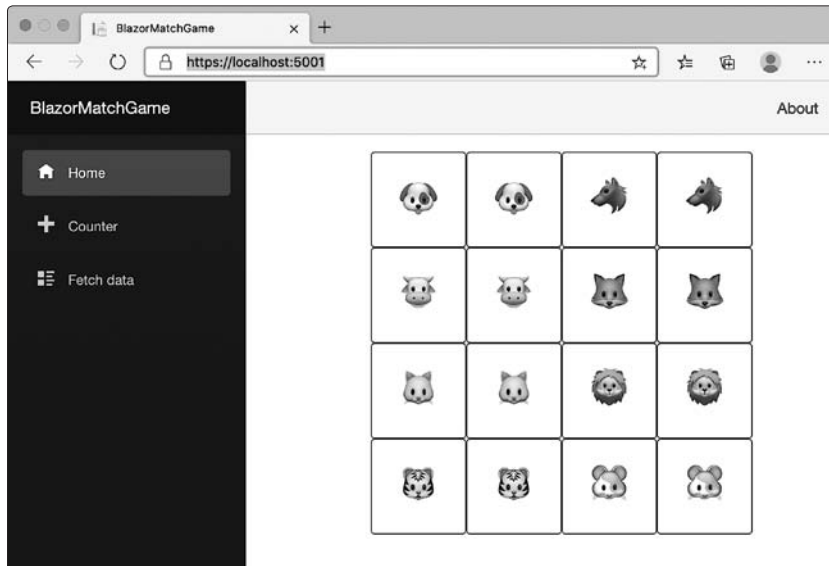 BlazorMatchGame
https://localhost:5001
BlazorMatchGame
About
Home
Counter
Fetch data